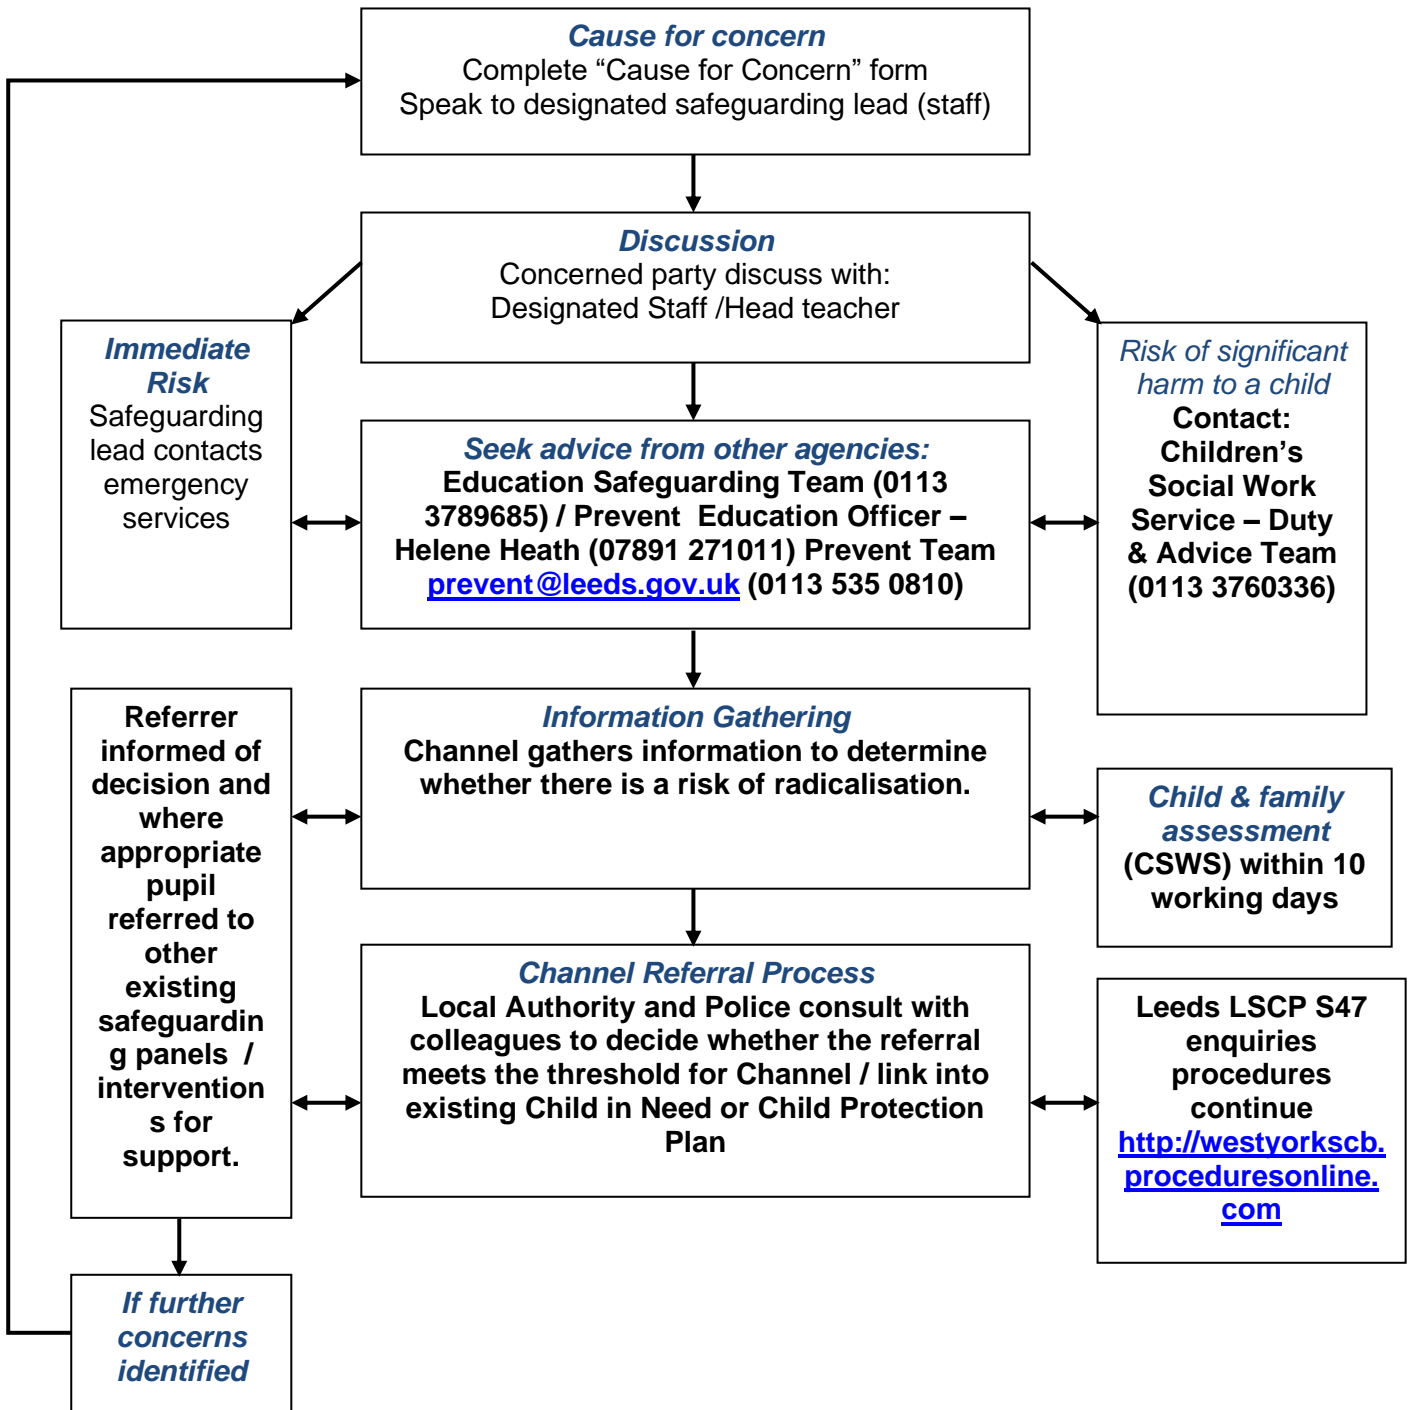 Cause for concern
Complete “Cause for Concern” form
Speak to designated safeguarding lead (staff)
Discussion
Concerned party discuss with:
Designated Staff /Head teacher
Immediate
Risk
Safeguarding
lead contacts
emergency
services
Seek advice from other agencies:
Education Safeguarding Team (0113
3789685) / Prevent  Education Officer –
Helene Heath (07891 271011) Prevent Team
prevent@leeds.gov.uk (0113 535 0810)
Risk of significant
harm to a child
Contact:
Children’s
Social Work
Service – Duty
& Advice Team
(0113 3760336)
Referrer
informed of
decision and
where
appropriate
pupil
referred to
other
existing
safeguardin
g panels  /
intervention
s for
support.
Information Gathering
Channel gathers information to determine
whether there is a risk of radicalisation.
Child & family
assessment
(CSWS) within 10
working days
Channel Referral Process
Local Authority and Police consult with
colleagues to decide whether the referral
meets the threshold for Channel / link into
existing Child in Need or Child Protection
Plan
Leeds LSCP S47
enquiries
procedures
continue
http://westyorkscb.
proceduresonline.
com
If further
concerns
identified